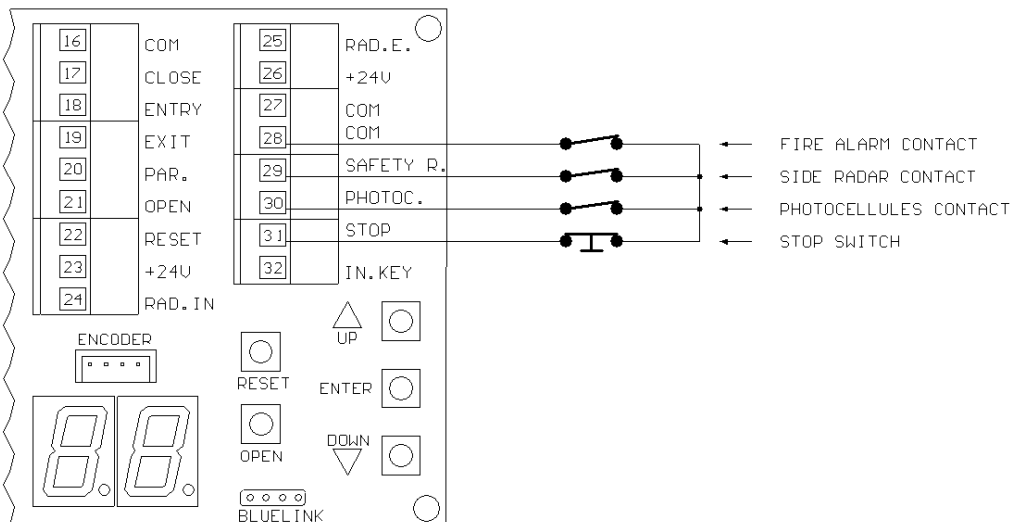 16 COM
17 CLOSE
18 ENTRY
19 EXIT
20 PAR.
21 OPEN
22 RESET
23 +24V
24 RAD.IN
25 RAD.E.
26 +24V
27 COM
28 COM
29 SAFETY R.
30 PHOTOC.
31 STOP
32 IN.KEY
FIRE ALARM CONTACT
SIDE RADAR CONTACT
PHOTOCELLULES CONTACT
STOP SWITCH
ENCODER
88
RESET
OPEN
UP
ENTER
DOWN
BLUELINK